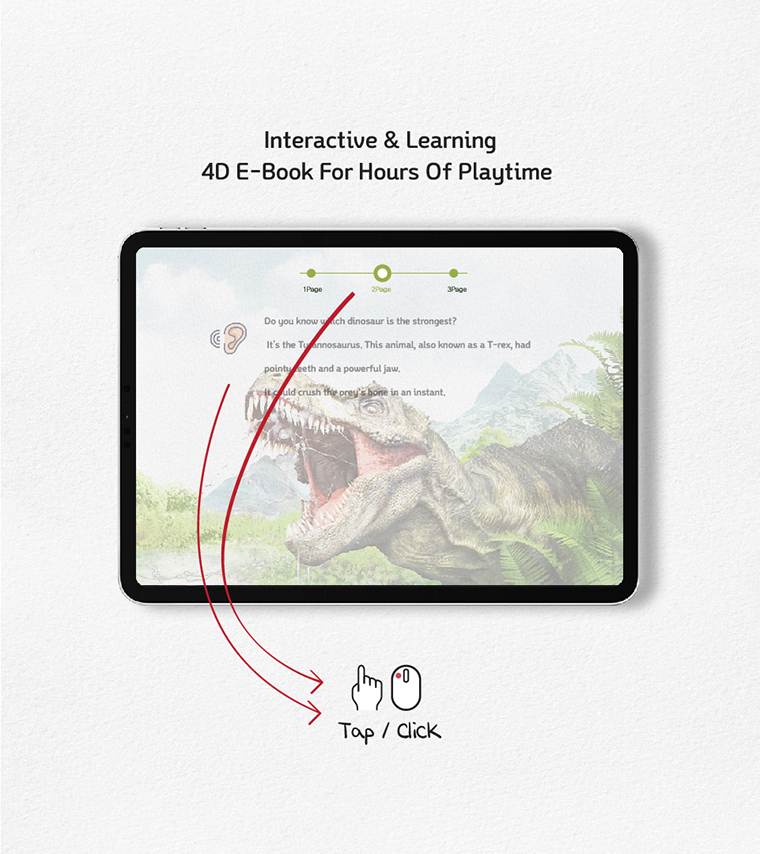 Interactive & Learning
4D E-Book For Hours Of Playtime
1Page 2Page 3Page
Do you know which dinosaur is the strongest?
It's the Tyrannosaurus. This animal, also known as a T-rex, had
pointy teeth and a powerful jaw.
It could crush the prey's bone in an instant.
Tap / Click